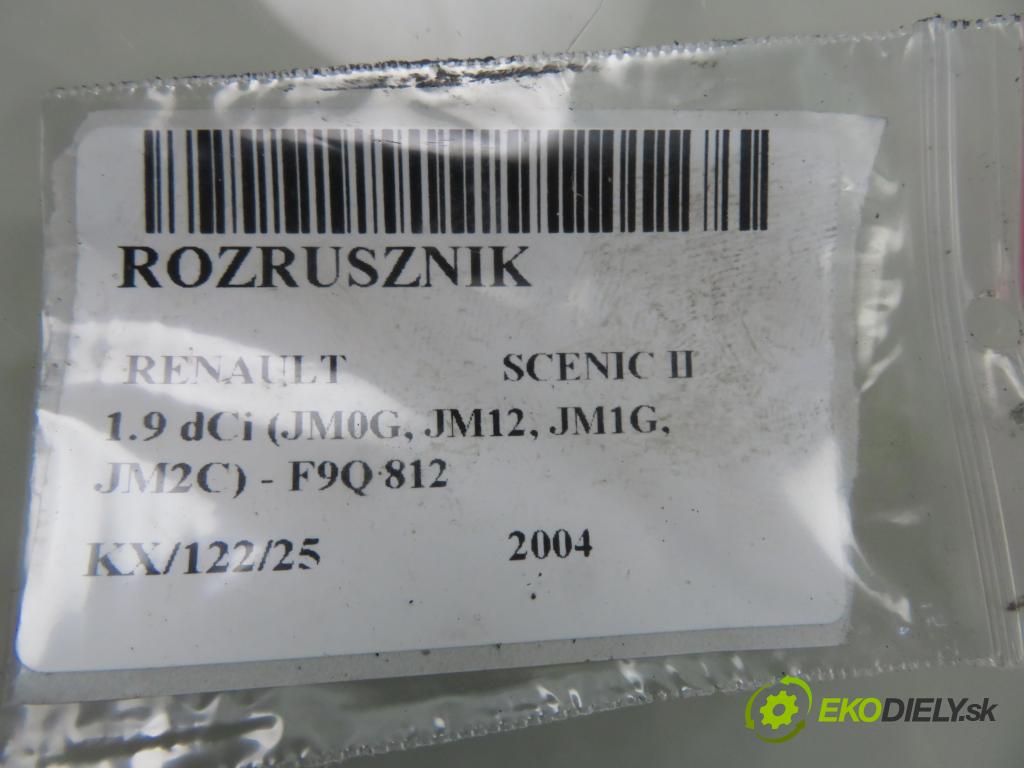 ROZRUSZNIK
RENAULT SCENIC II
1.9 dCi (JM0G, JM12, JM1G,
JM2C) - F9Q 812
KX/122/25 2004
EKODIELY.sk